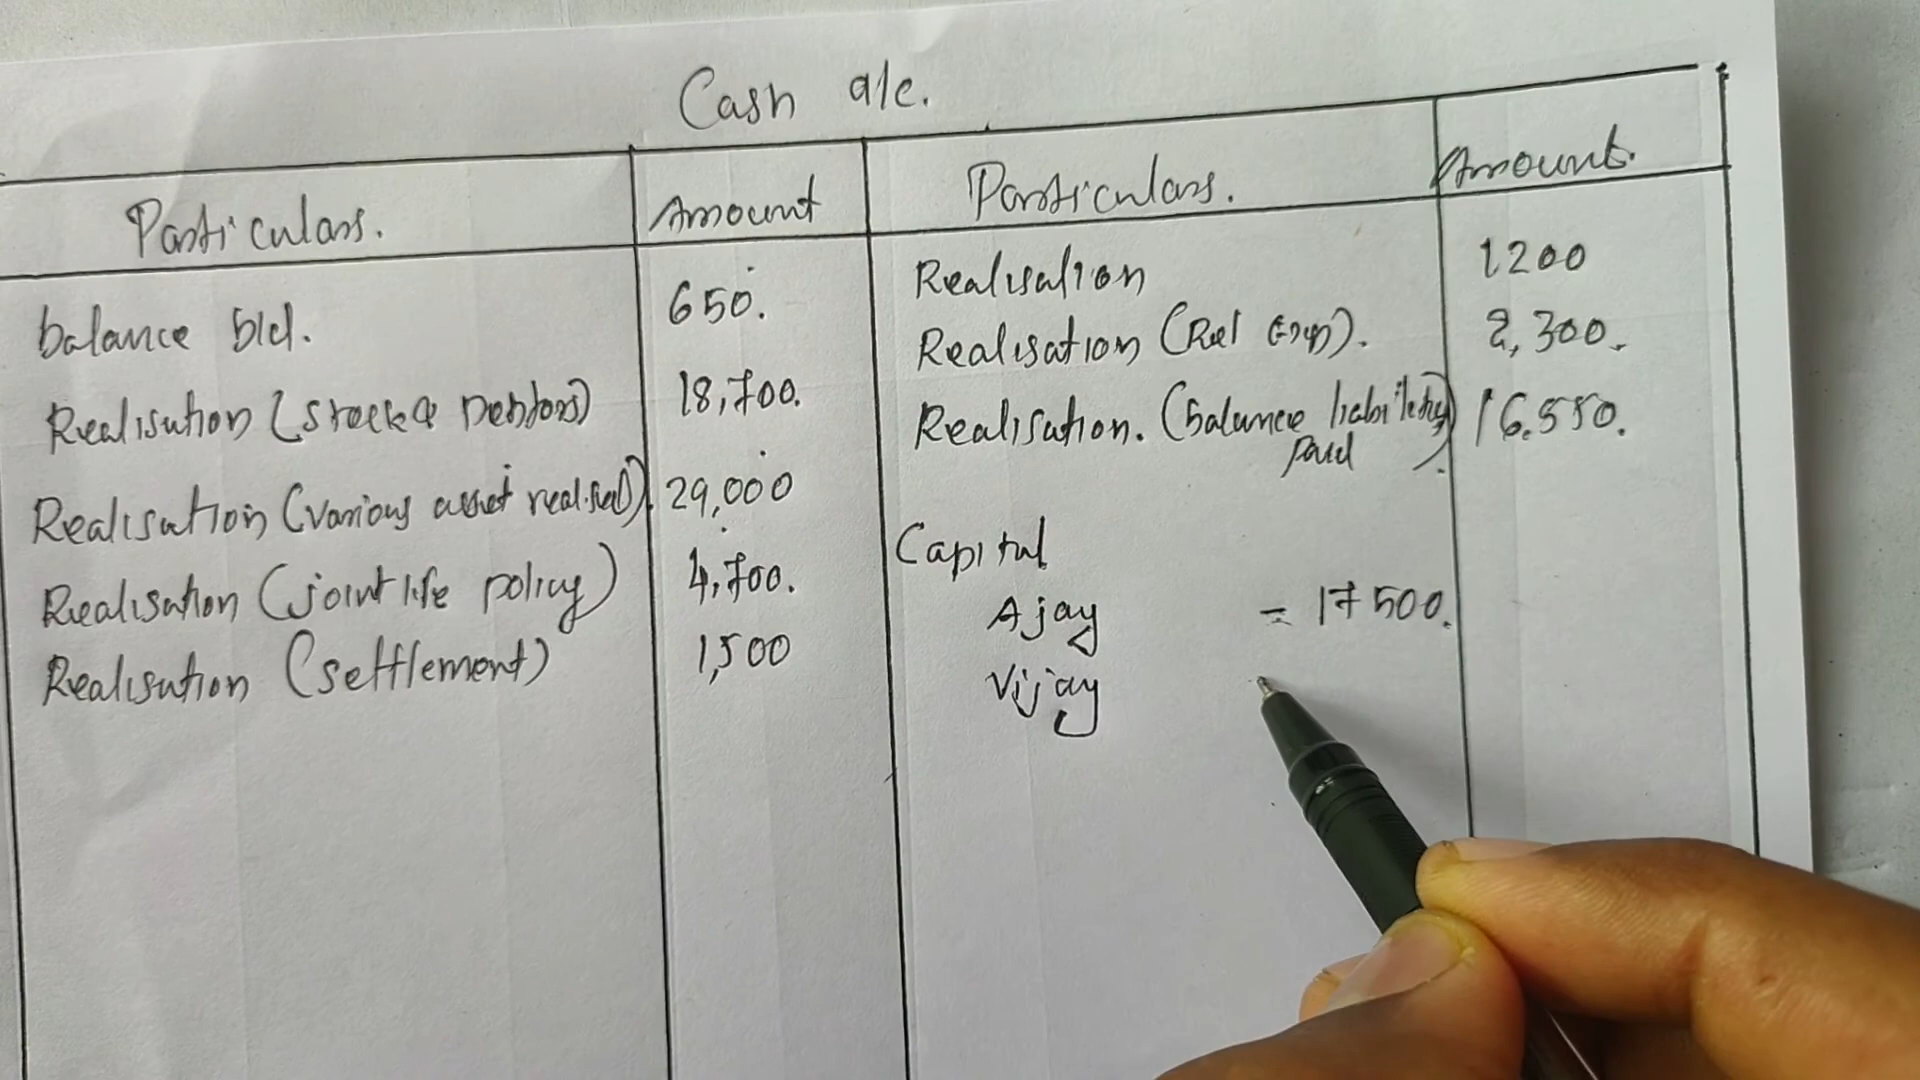 Cash a/c.
Particulars. Amount Particulars. Amount.
balance b/d. 650. Realisation 1200
Realisation (stock & Debtors) 18,700. Realisation (Rel Exp). 2,300.
Realisation (various asset realised). 29,000 Realisation. (balance liability paid). 16.550.
Realisation (joint life policy) 4,700. Capital
Realisation (settlement) 1,500 Ajay = 17500.
Vijay